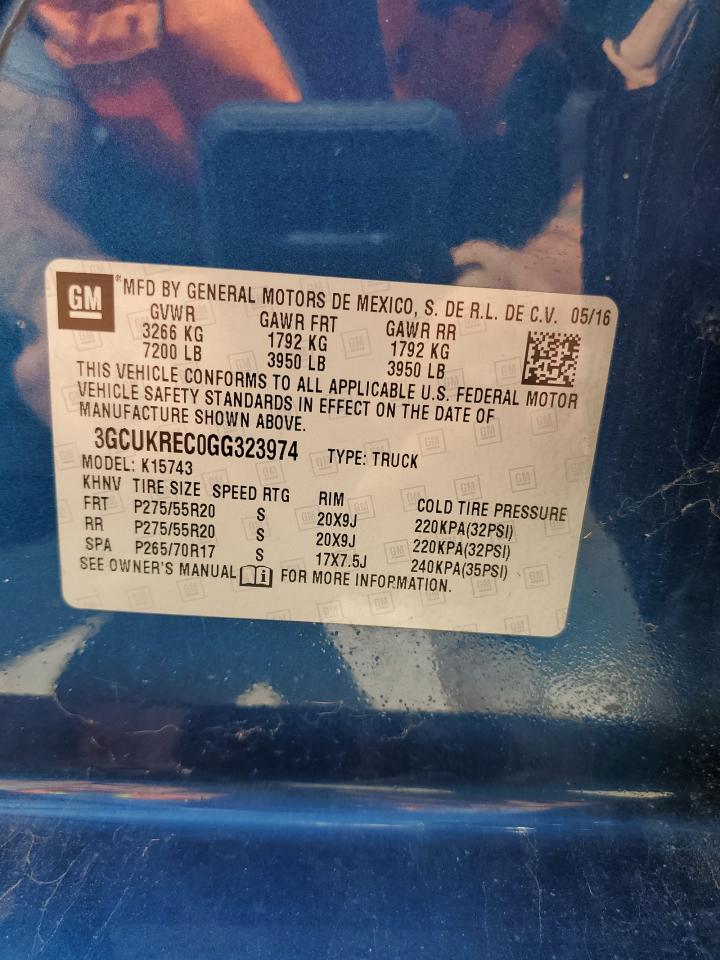 GM
®MFD BY GENERAL MOTORS DE MEXICO, S. DE R.L. DE C.V. 05/16
GVWR GAWR FRT GAWR RR
3266 KG 1792 KG 1792 KG
7200 LB 3950 LB 3950 LB
THIS VEHICLE CONFORMS TO ALL APPLICABLE U.S. FEDERAL MOTOR
VEHICLE SAFETY STANDARDS IN EFFECT ON THE DATE OF
MANUFACTURE SHOWN ABOVE.
3GCUKREC0GG323974 TYPE: TRUCK
MODEL: K15743
KHNV TIRE SIZE SPEED RTG RIM COLD TIRE PRESSURE
FRT P275/55R20 S 20X9J 220KPA(32PSI)
RR P275/55R20 S 20X9J 220KPA(32PSI)
SPA P265/70R17 S 17X7.5J 240KPA(35PSI)
SEE OWNER'S MANUAL FOR MORE INFORMATION.